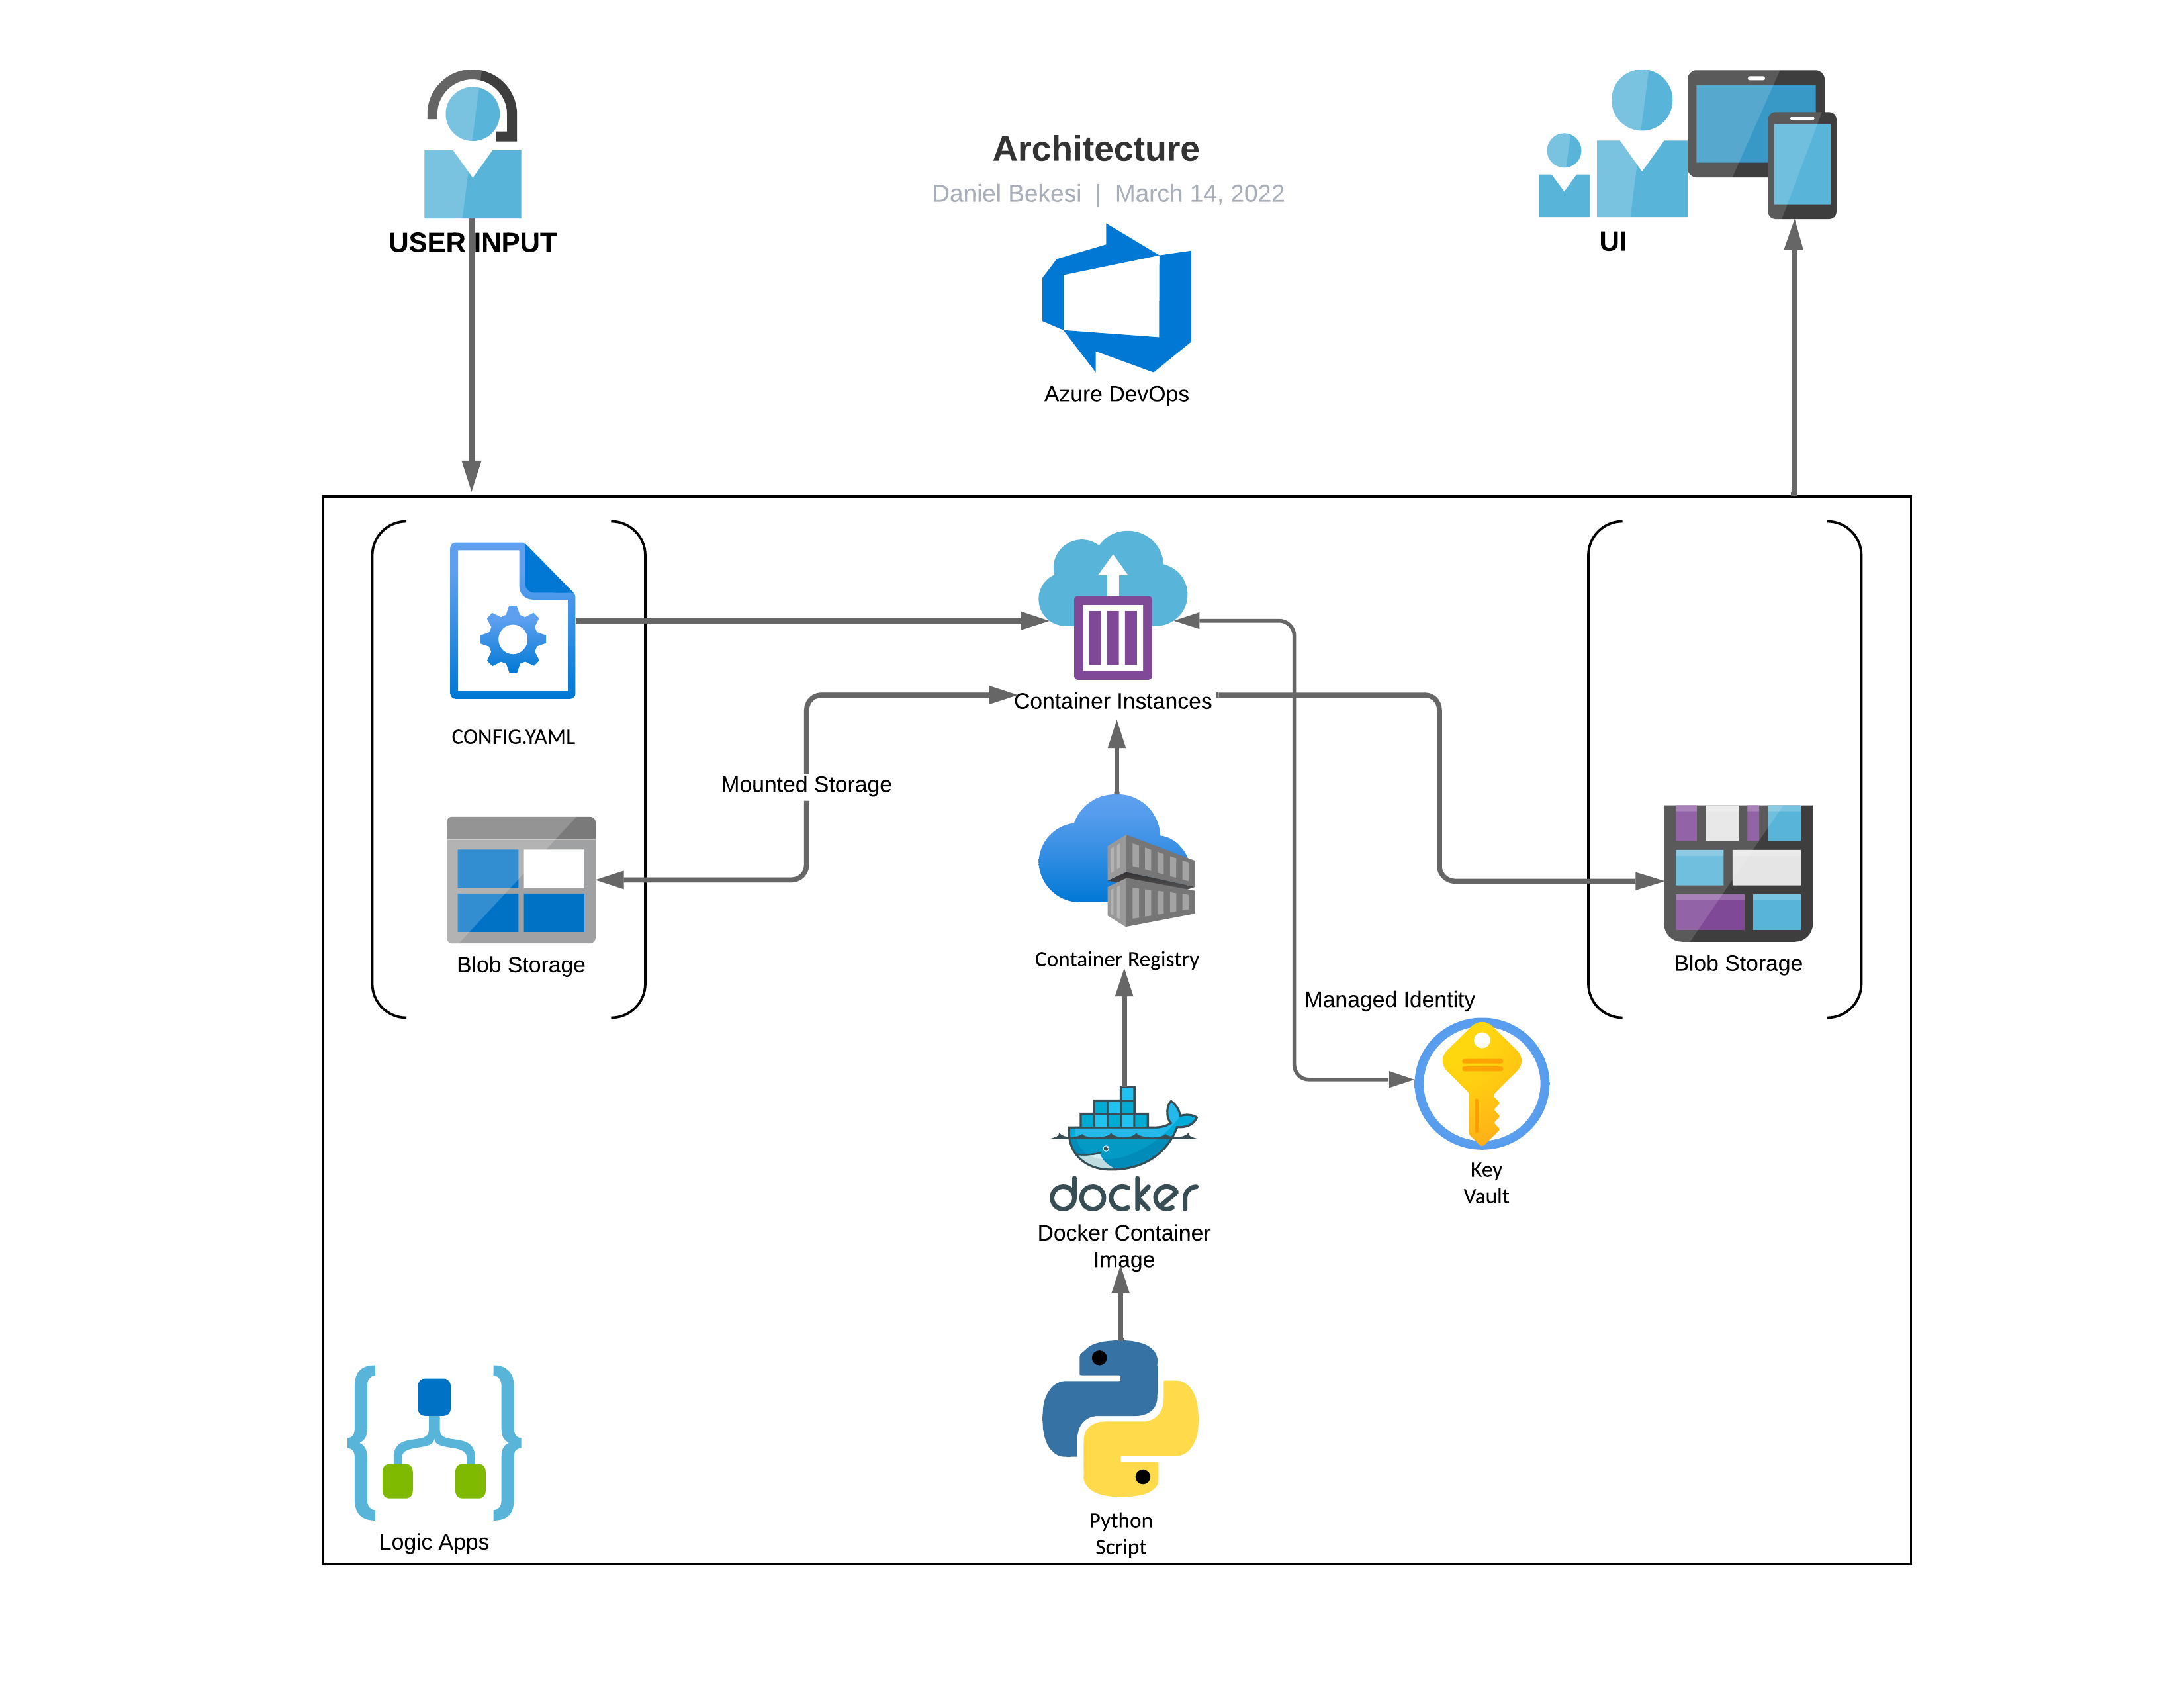 Architecture
Daniel Bekesi | March 14, 2022
USER INPUT
UI
Azure DevOps
CONFIG.YAML
Container Instances
Mounted Storage
Blob Storage
Container Registry
Blob Storage
Managed Identity
Key
Vault
docker
Docker Container
Image
Logic Apps
Python
Script